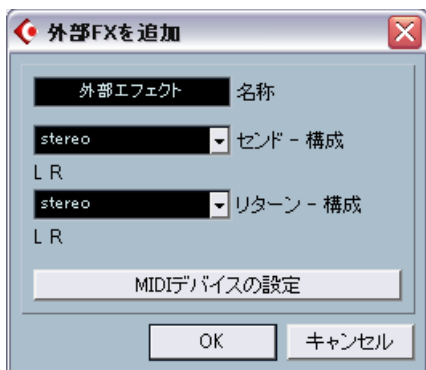 外部FXを追加
外部エフェクト 名称
stereo センド - 構成
L R
stereo リターン - 構成
L R
MIDIデバイスの設定
OK キャンセル